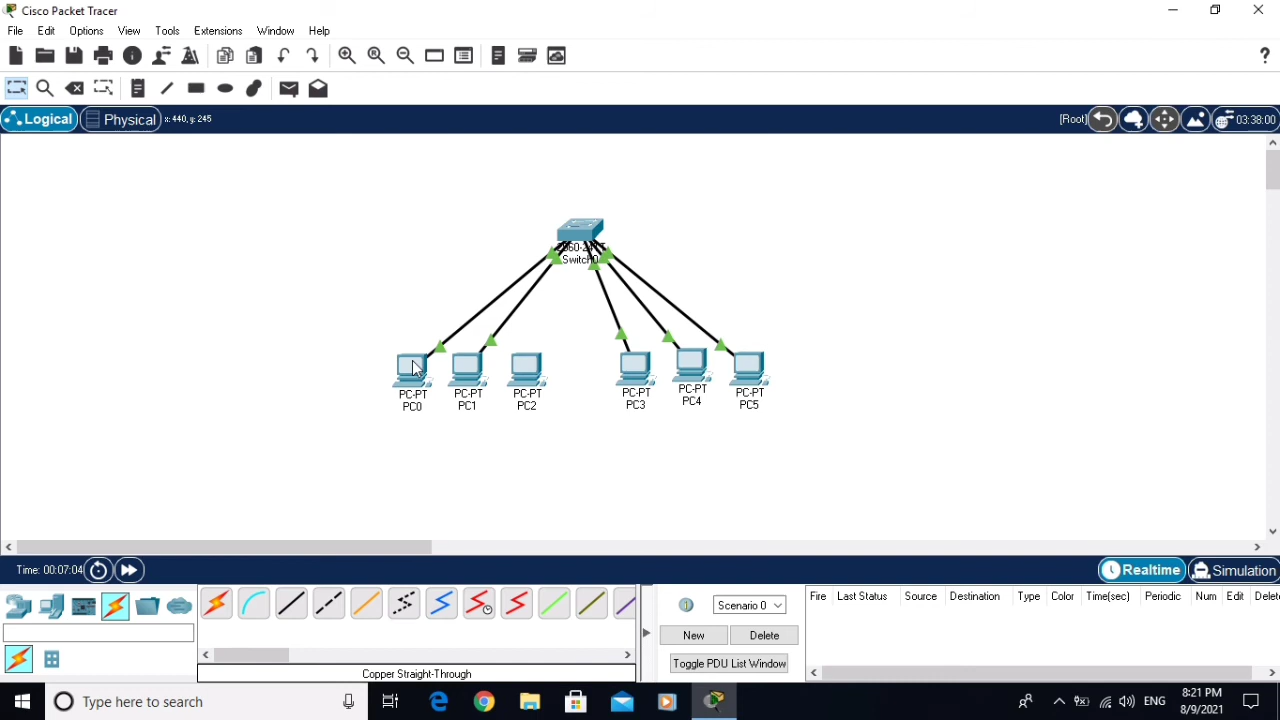 Cisco Packet Tracer
File Edit Options View Tools Extensions Window Help
?
Logical Physical x: 440, y: 245 [Root] 03:38:00
Switch0
PC-PT PC-PT PC-PT PC-PT PC-PT PC-PT
PC0 PC1 PC2 PC3 PC4 PC5
Time: 00:07:04 Realtime Simulation
Scenario 0
New Delete
Toggle PDU List Window
Fire Last Status Source Destination Type Color Time(sec) Periodic Num Edit Delete
Copper Straight-Through
Type here to search
ENG
8:21 PM
8/9/2021